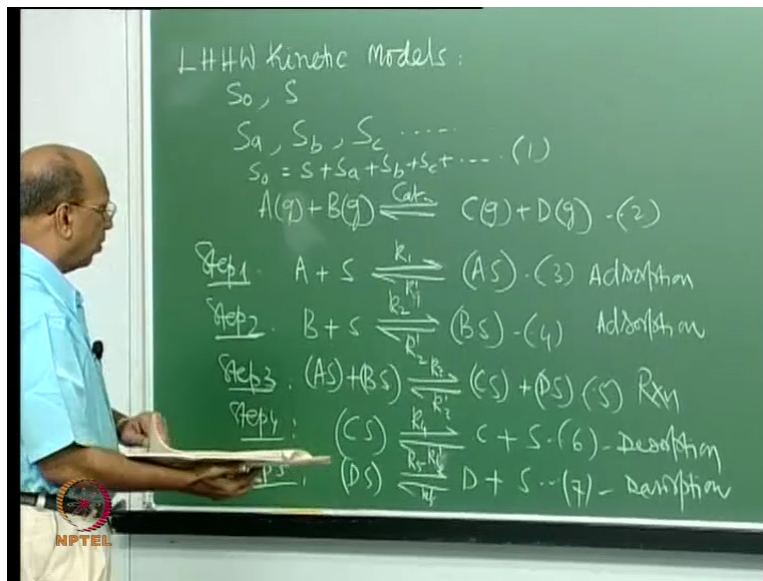 LHHW Kinetic Models:
S₀, S
Sa, Sb, Sc .....
S₀ = S + Sa + Sb + Sc + .... (1)
A(g) + B(g) ⇌ Cat. C(g) + D(g) - (2)
Step 1. A + S ⇌ k₁ k₁' (AS) - (3) Adsorption
Step 2. B + S ⇌ k₂ k₂' (BS) - (4) Adsorption
Step 3. (AS) + (BS) ⇌ (CS) + (DS) (5) Rxn
Step 4: (CS) ⇌ k₄ C + S - (6) - Desorption
(DS) ⇌ D + S ... (7) - Desorption
NPTEL